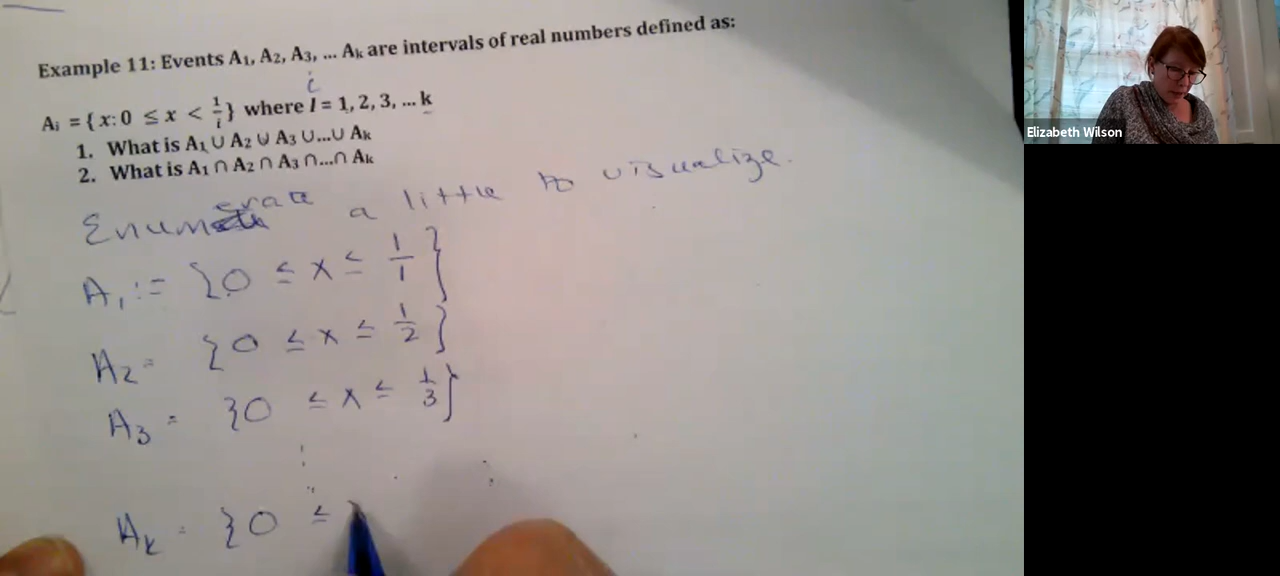 Example 11: Events A₁, A₂, A₃, ... Aₖ are intervals of real numbers defined as:
i
Aᵢ = { x: 0 ≤ x < 1/i } where I = 1, 2, 3, ... k
1. What is A₁ ∪ A₂ ∪ A₃ ∪...∪ Aₖ
2. What is A₁ ∩ A₂ ∩ A₃ ∩...∩ Aₖ
Enumerate a little to visualize.
A₁ := {0 ≤ x ≤ 1/1}
A₂ = {0 ≤ x ≤ 1/2}
A₃ = {0 ≤ x ≤ 1/3}
⋮
Aₖ = {0 ≤
Elizabeth Wilson